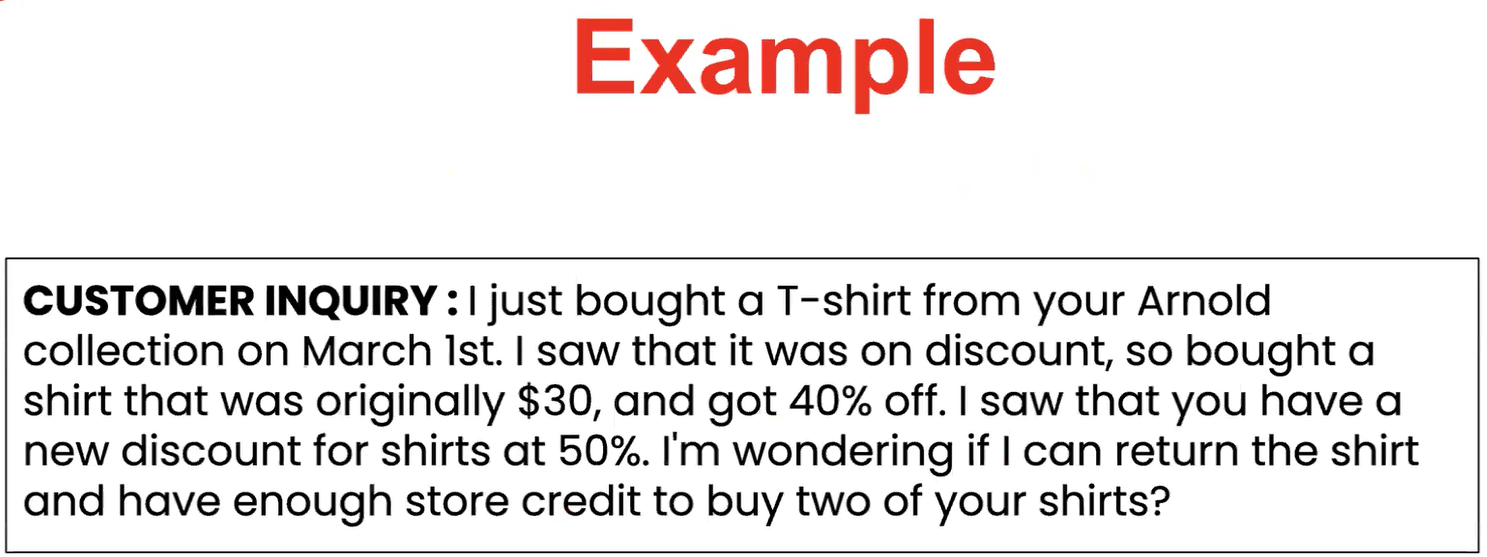 Example
CUSTOMER INQUIRY : I just bought a T-shirt from your Arnold
collection on March 1st. I saw that it was on discount, so bought a
shirt that was originally $30, and got 40% off. I saw that you have a
new discount for shirts at 50%. I'm wondering if I can return the shirt
and have enough store credit to buy two of your shirts?